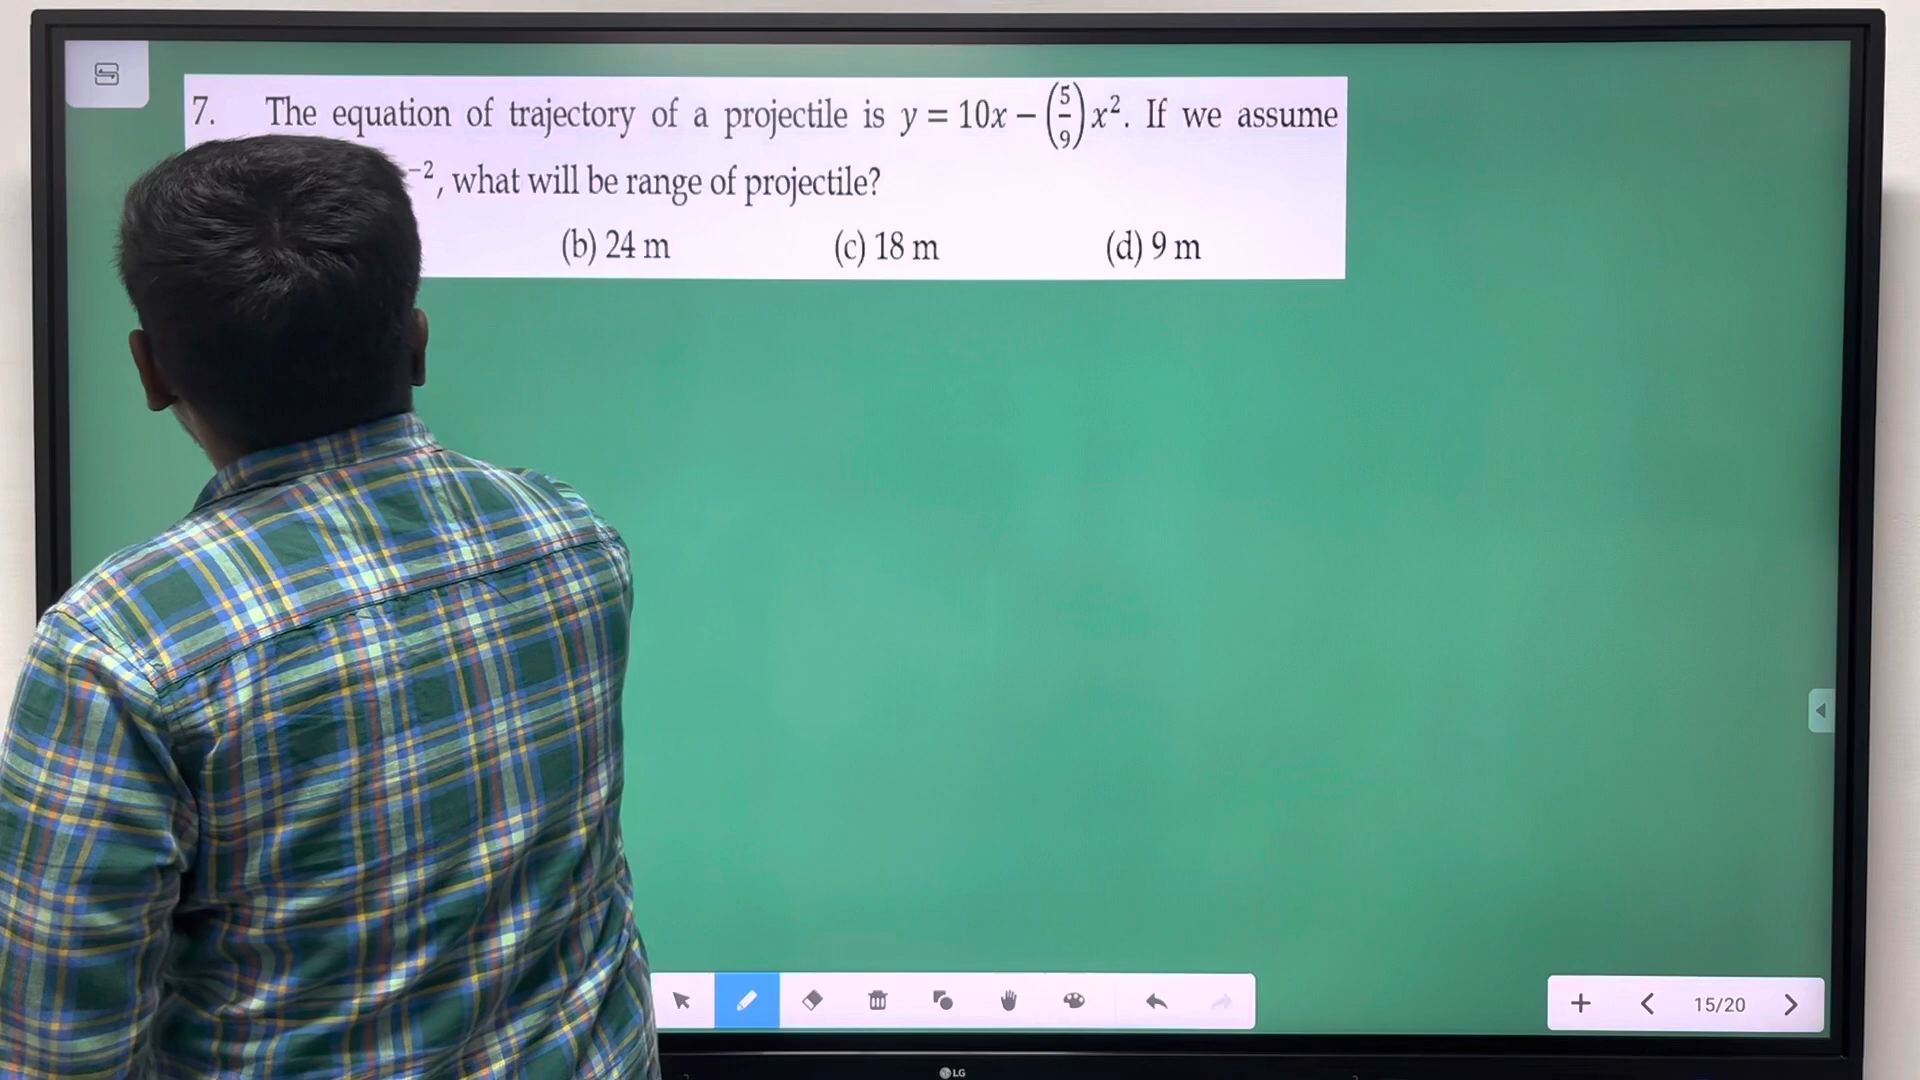 7. The equation of trajectory of a projectile is y = 10x − (5/9)x². If we assume
⁻², what will be range of projectile?
(b) 24 m (c) 18 m (d) 9 m
15/20
LG